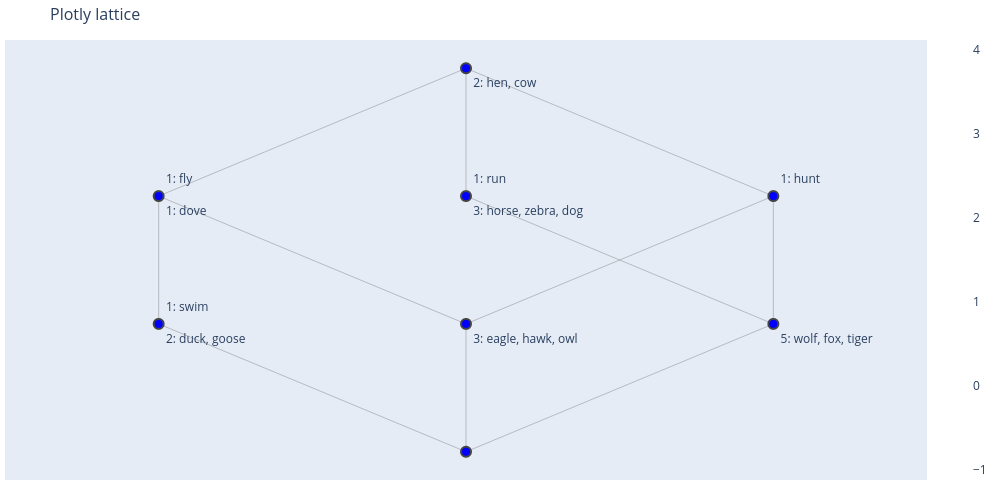 Plotly lattice
4
2: hen, cow
3
1: fly
1: run
1: hunt
1: dove
3: horse, zebra, dog
2
1: swim
1
2: duck, goose
3: eagle, hawk, owl
5: wolf, fox, tiger
0
−1